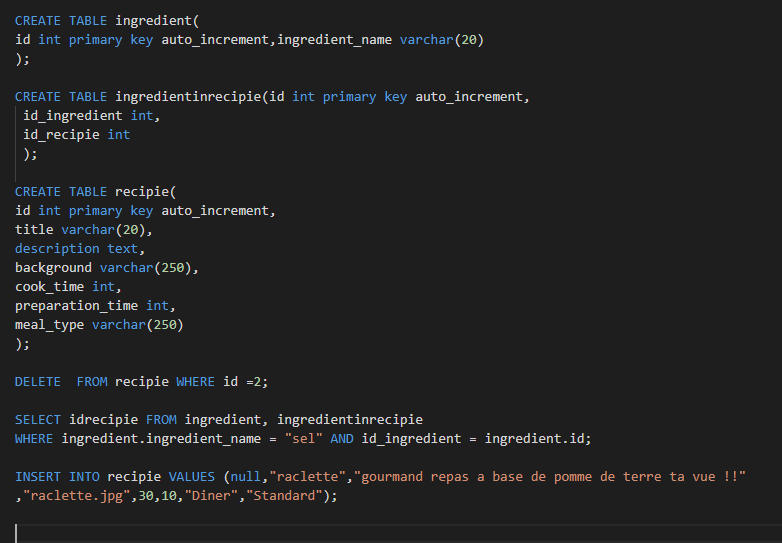 CREATE TABLE ingredient(
id int primary key auto_increment,ingredient_name varchar(20)
);
CREATE TABLE ingredientinrecipie(id int primary key auto_increment,
id_ingredient int,
id_recipie int
);
CREATE TABLE recipie(
id int primary key auto_increment,
title varchar(20),
description text,
background varchar(250),
cook_time int,
preparation_time int,
meal_type varchar(250)
);
DELETE  FROM recipie WHERE id =2;
SELECT idrecipie FROM ingredient, ingredientinrecipie
WHERE ingredient.ingredient_name = "sel" AND id_ingredient = ingredient.id;
INSERT INTO recipie VALUES (null,"raclette","gourmand repas a base de pomme de terre ta vue !!"
,"raclette.jpg",30,10,"Diner","Standard");